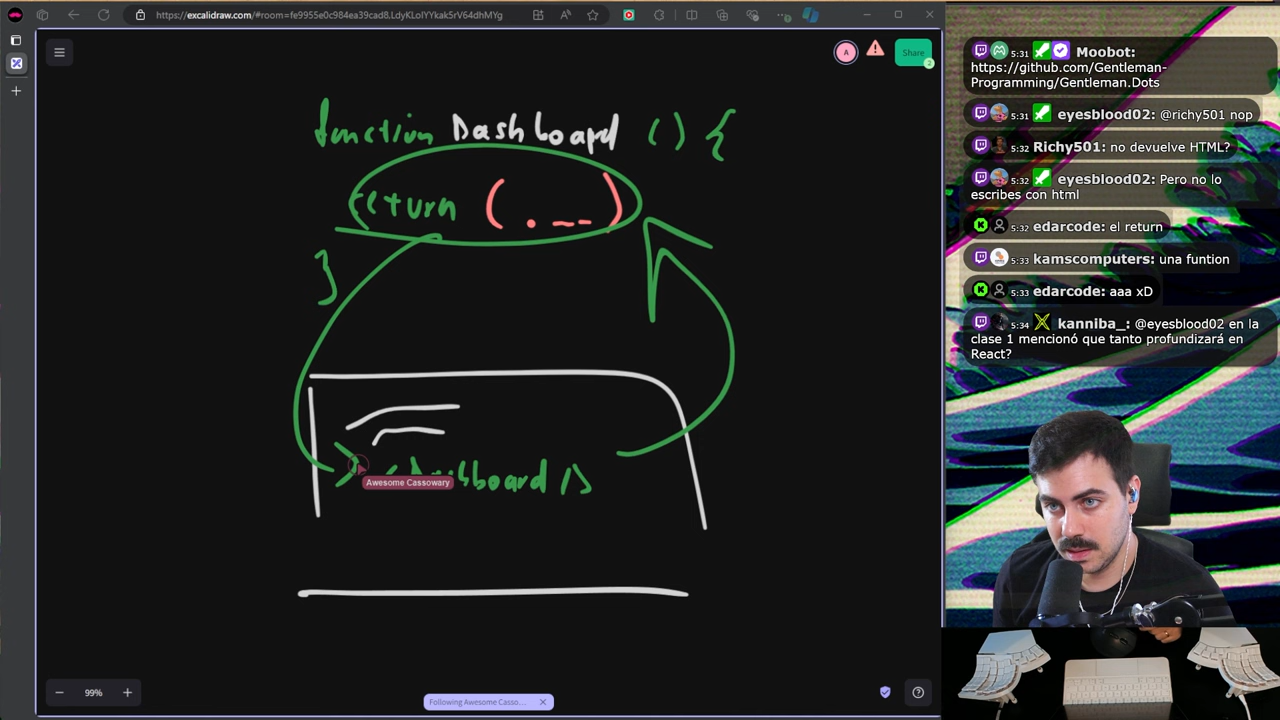 https://excalidraw.com/#room=fe9955e0c984ea39cad8,LdyKLolYYkak5rV64dhMYg
A
Share
2
function Dashboard () {
return (. _ _)
}
board />
Awesome Cassowary
99%
Following Awesome Casso...
5:31 Moobot:
https://github.com/Gentleman-
Programming/Gentleman.Dots
5:31 eyesblood02: @richy501 nop
5:32 Richy501: no devuelve HTML?
5:32 eyesblood02: Pero no lo
escribes con html
5:32 edarcode: el return
5:33 kamscomputers: una funtion
5:33 edarcode: aaa xD
5:34 kanniba_: @eyesblood02 en la
clase 1 mencionó que tanto profundizará en
React?